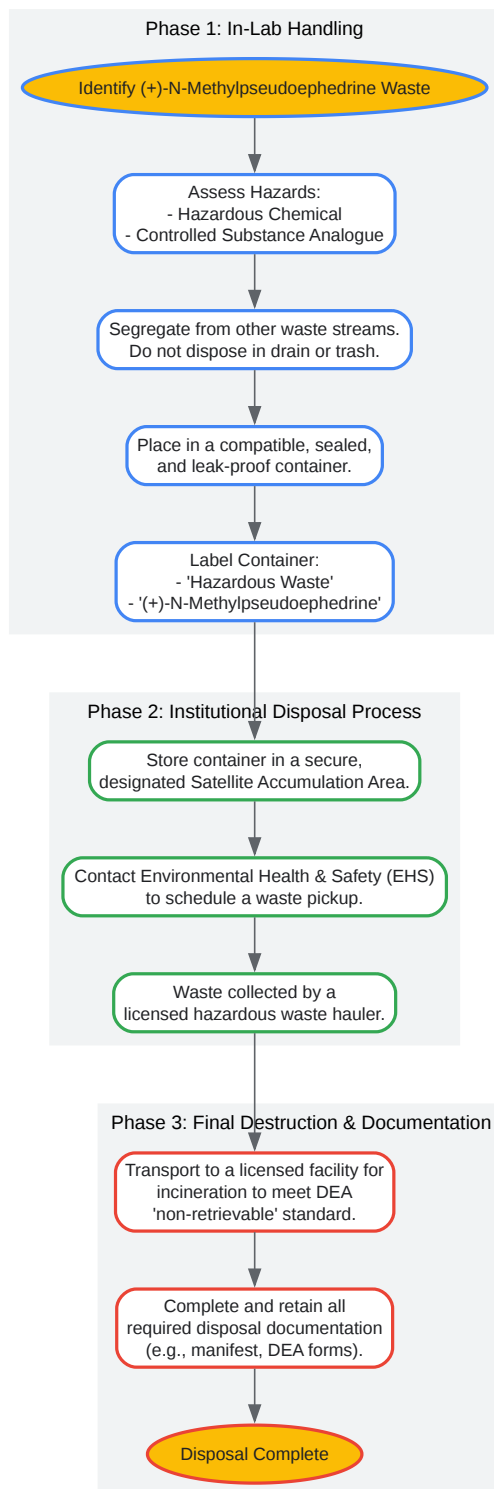 Phase 1: In-Lab Handling
Identify (+)-N-Methylpseudoephedrine Waste
Assess Hazards:
- Hazardous Chemical
- Controlled Substance Analogue
Segregate from other waste streams.
Do not dispose in drain or trash.
Place in a compatible, sealed,
and leak-proof container.
Label Container:
- 'Hazardous Waste'
- '(+)-N-Methylpseudoephedrine'
Phase 2: Institutional Disposal Process
Store container in a secure,
designated Satellite Accumulation Area.
Contact Environmental Health & Safety (EHS)
to schedule a waste pickup.
Waste collected by a
licensed hazardous waste hauler.
Phase 3: Final Destruction & Documentation
Transport to a licensed facility for
incineration to meet DEA
'non-retrievable' standard.
Complete and retain all
required disposal documentation
(e.g., manifest, DEA forms).
Disposal Complete